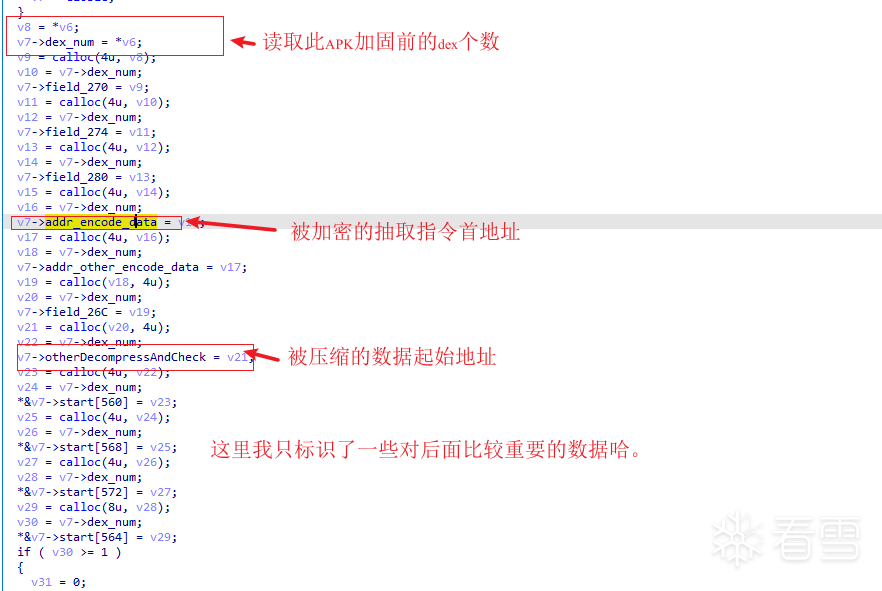 }
v8 = *v6;
v7->dex_num = *v6;
读取此APK加固前的dex个数
v9 = calloc(4u, v8);
v10 = v7->dex_num;
v7->field_270 = v9;
v11 = calloc(4u, v10);
v12 = v7->dex_num;
v7->field_274 = v11;
v13 = calloc(4u, v12);
v14 = v7->dex_num;
v7->field_280 = v13;
v15 = calloc(4u, v14);
v16 = v7->dex_num;
v7->addr_encode_data =
被加密的抽取指令首地址
v17 = calloc(4u, v16);
v18 = v7->dex_num;
v7->addr_other_encode_data = v17;
v19 = calloc(v18, 4u);
v20 = v7->dex_num;
v7->field_26C = v19;
v21 = calloc(v20, 4u);
v22 = v7->dex_num;
v7->otherDecompressAndCheck = v21;
被压缩的数据起始地址
v23 = calloc(4u, v22);
v24 = v7->dex_num;
*&v7->start[560] = v23;
v25 = calloc(4u, v24);
v26 = v7->dex_num;
*&v7->start[568] = v25;
这里我只标识了一些对后面比较重要的数据哈。
v27 = calloc(4u, v26);
v28 = v7->dex_num;
*&v7->start[572] = v27;
v29 = calloc(8u, v28);
v30 = v7->dex_num;
*&v7->start[564] = v29;
if ( v30 >= 1 )
{
v31 = 0;
看雪